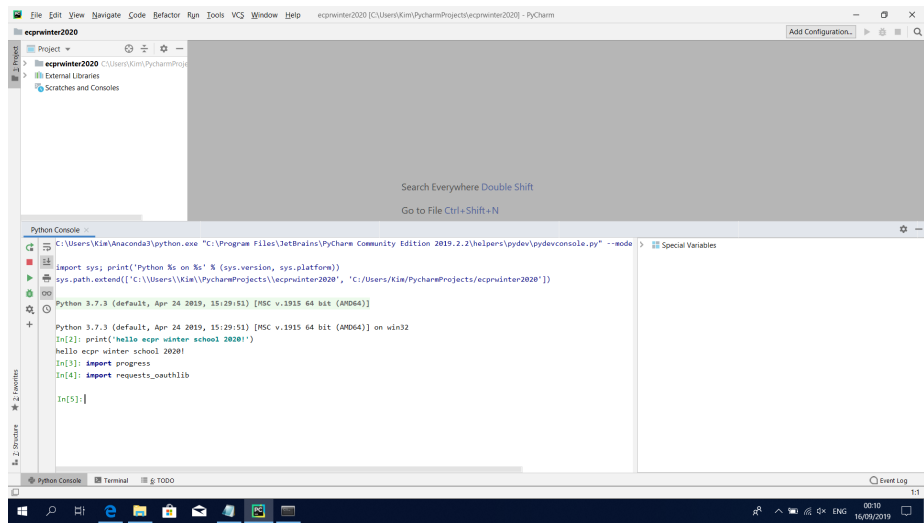 File Edit View Navigate Code Refactor Run Tools VCS Window Help ecprwinter2020 [C:\Users\Kim\PycharmProjects\ecprwinter2020] - PyCharm
ecprwinter2020
Add Configuration...
1: Project
Project
ecprwinter2020 C:\Users\Kim\PycharmProje
External Libraries
Scratches and Consoles
Search Everywhere Double Shift
Go to File Ctrl+Shift+N
Python Console
C:\Users\Kim\Anaconda3\python.exe "C:\Program Files\JetBrains\PyCharm Community Edition 2019.2.2\helpers\pydev\pydevconsole.py" --mode
Special Variables
import sys; print('Python %s on %s' % (sys.version, sys.platform))
sys.path.extend(['C:\\Users\\Kim\\PycharmProjects\\ecprwinter2020', 'C:/Users/Kim/PycharmProjects/ecprwinter2020'])
Python 3.7.3 (default, Apr 24 2019, 15:29:51) [MSC v.1915 64 bit (AMD64)]
Python 3.7.3 (default, Apr 24 2019, 15:29:51) [MSC v.1915 64 bit (AMD64)] on win32
In[2]: print('hello ecpr winter school 2020!')
hello ecpr winter school 2020!
In[3]: import progress
In[4]: import requests_oauthlib
In[5]:
2: Favorites
Z: Structure
Python Console Terminal 6: TODO
Event Log
1:1
PC
ENG
00:10
16/09/2019